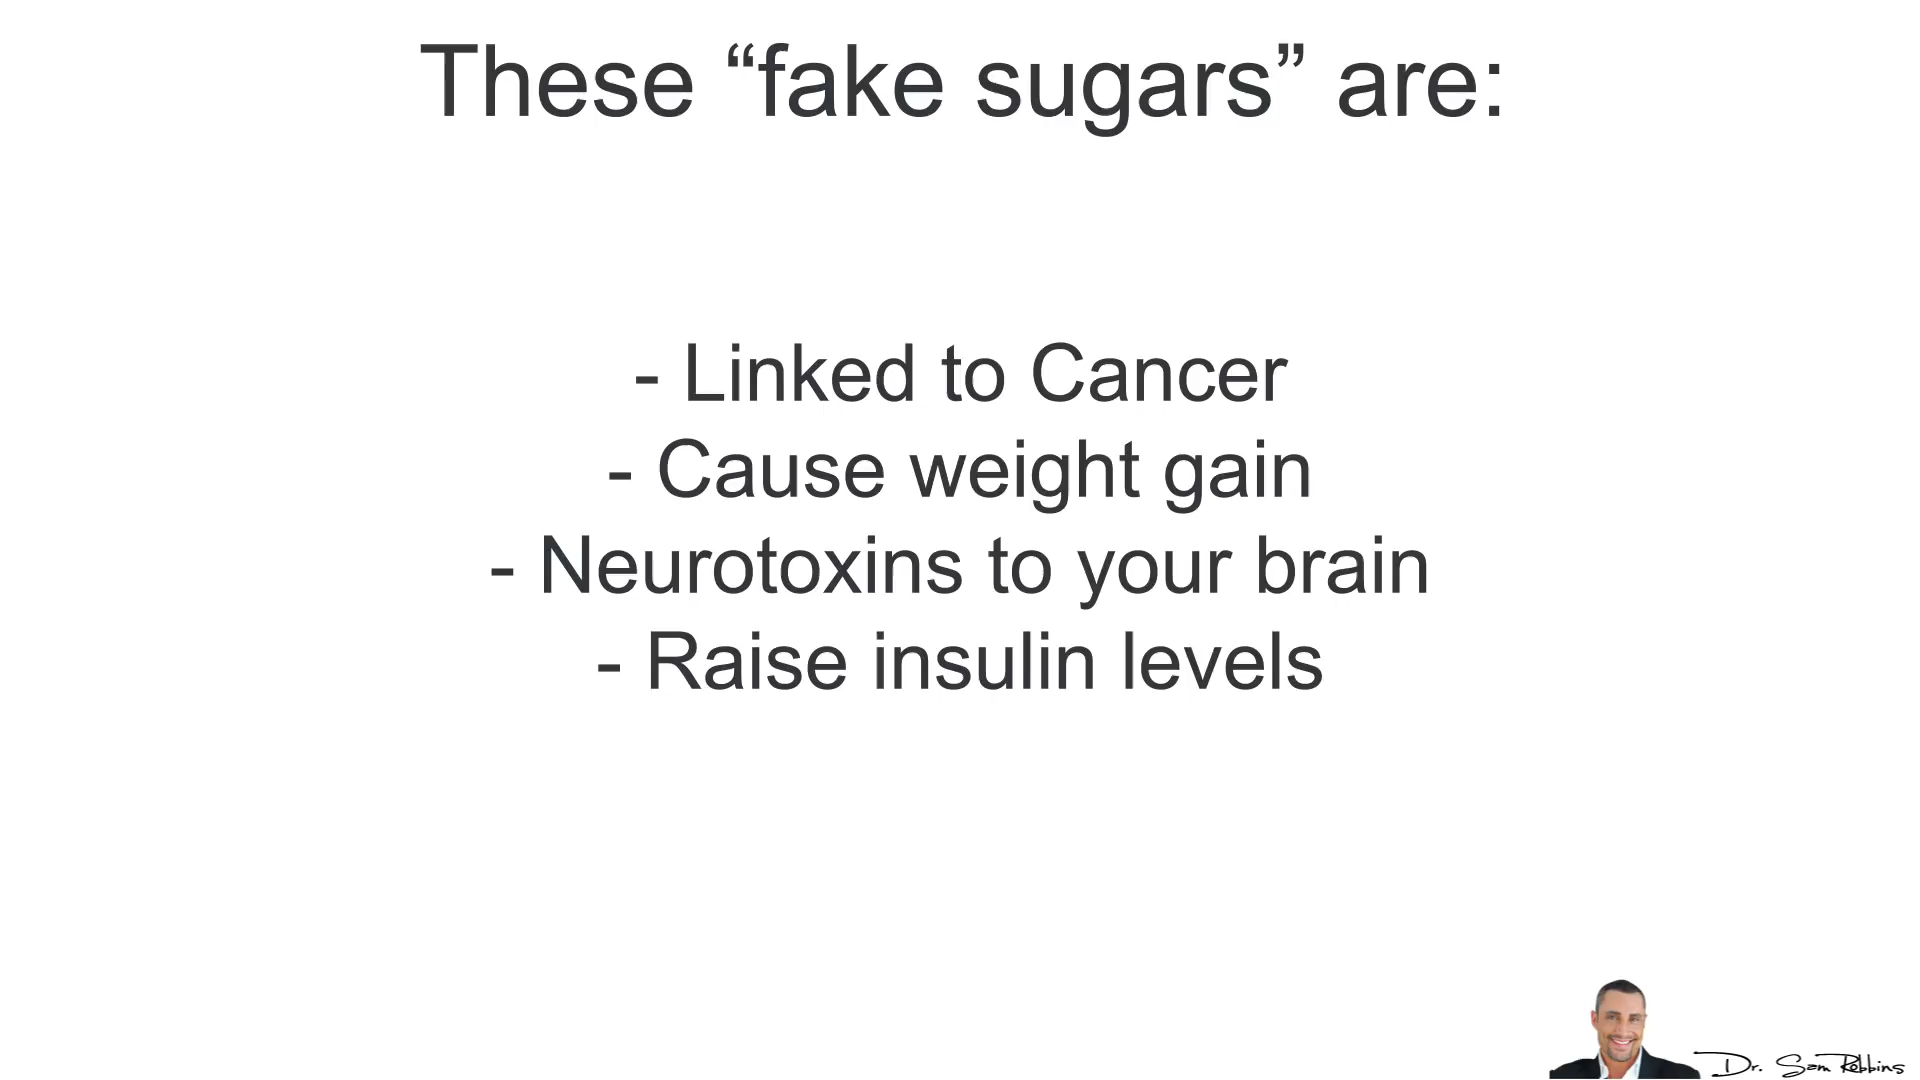 These “fake sugars” are:
- Linked to Cancer
- Cause weight gain
- Neurotoxins to your brain
- Raise insulin levels
Dr. Sam Robbins